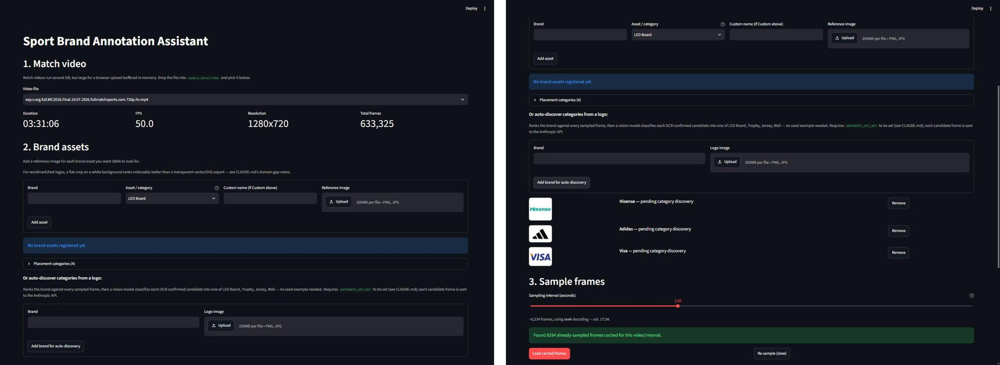 Deploy
Sport Brand Annotation Assistant
1. Match video
Match videos run several GB, too large for a browser upload buffered in memory. Drop the file into sample_data\video and pick it below.
Video file
esp.v.arg.full.WC2026.Final.19.07.2026.fullmatchsports.com.720p.itv.mp4
Duration FPS Resolution Total frames
03:31:06 50.0 1280x720 633,325
2. Brand assets
Add a reference image for each brand asset you want SBAA to look for.
For wordmark/text logos, a flat crop on a white background ranks noticeably better than a transparent vector/SVG export — see CLAUDE.md's domain gap notes.
Brand Asset / category Custom name (if Custom above) Reference image
LED Board Upload 200MB per file • PNG, JPG
Add asset
No brand assets registered yet.
Placement categories (4)
Or auto-discover categories from a logo:
Ranks the brand against every sampled frame, then a vision model classifies each OCR-confirmed candidate into one of LED Board, Trophy, Jersey, Wall — no seed example needed. Requires ANTHROPIC_API_KEY to be set (see CLAUDE.md); each candidate frame is sent
to the Anthropic API.
Brand Logo image
Upload 200MB per file • PNG, JPG
Add brand for auto-discovery
Deploy
Brand Asset / category Custom name (if Custom above) Reference image
LED Board Upload 200MB per file • PNG, JPG
Add asset
No brand assets registered yet.
Placement categories (4)
Or auto-discover categories from a logo:
Ranks the brand against every sampled frame, then a vision model classifies each OCR-confirmed candidate into one of LED Board, Trophy, Jersey, Wall — no seed example needed. Requires ANTHROPIC_API_KEY to be set (see CLAUDE.md); each candidate frame is sent
to the Anthropic API.
Brand Logo image
Upload 200MB per file • PNG, JPG
Add brand for auto-discovery
Hisense Hisense — pending category discovery Remove
Adidas — pending category discovery Remove
VISA Visa — pending category discovery Remove
3. Sample frames
Sampling interval (seconds)
2.00
~6,334 frames, using seek decoding — est. 17:34.
Found 6334 already-sampled frames cached for this video/interval.
Load cached frames Re-sample (slow)